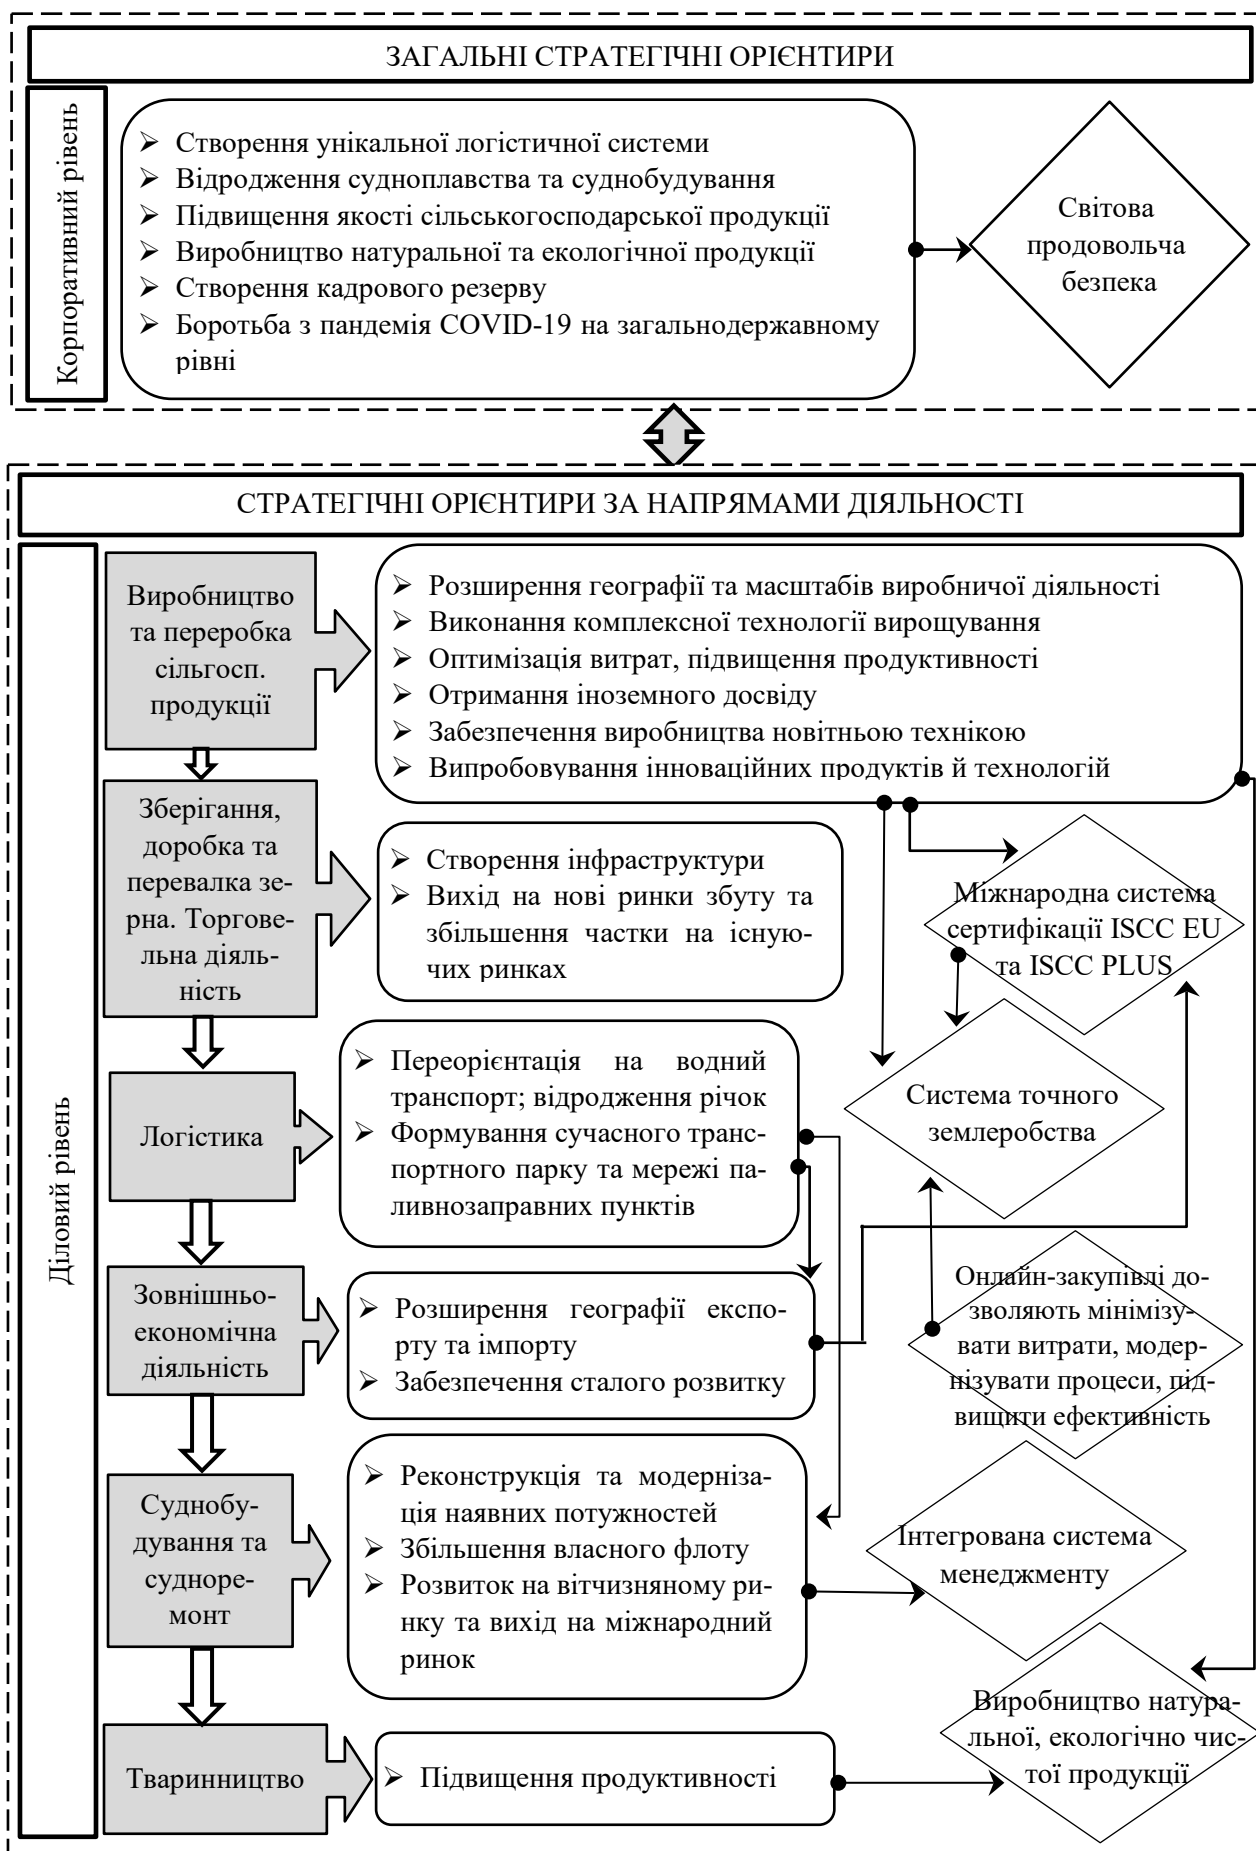 ЗАГАЛЬНІ СТРАТЕГІЧНІ ОРІЄНТИРИ
Корпоративний рівень
➢ Створення унікальної логістичної системи
➢ Відродження судноплавства та суднобудування
➢ Підвищення якості сільськогосподарської продукції
➢ Виробництво натуральної та екологічної продукції
➢ Створення кадрового резерву
➢ Боротьба з пандемія COVID-19 на загальнодержавному
рівні
Світова
продовольча
безпека
СТРАТЕГІЧНІ ОРІЄНТИРИ ЗА НАПРЯМАМИ ДІЯЛЬНОСТІ
Діловий рівень
Виробництво
та переробка
сільгосп.
продукції
➢ Розширення географії та масштабів виробничої діяльності
➢ Виконання комплексної технології вирощування
➢ Оптимізація витрат, підвищення продуктивності
➢ Отримання іноземного досвіду
➢ Забезпечення виробництва новітньою технікою
➢ Випробовування інноваційних продуктів й технологій
Зберігання,
доробка та
перевалка зе-
рна. Торгове-
льна діяль-
ність
➢ Створення інфраструктури
➢ Вихід на нові ринки збуту та
збільшення частки на існую-
чих ринках
Міжнародна система
сертифікації ISCC EU
та ISCC PLUS
Логістика
➢ Переорієнтація на водний
транспорт; відродження річок
➢ Формування сучасного транс-
портного парку та мережі па-
ливнозаправних пунктів
Система точного
землеробства
Зовнішньо-
економічна
діяльність
➢ Розширення географії експо-
рту та імпорту
➢ Забезпечення сталого розвитку
Онлайн-закупівлі до-
зволяють мінімізу-
вати витрати, модер-
нізувати процеси, під-
вищити ефективність
Суднобу-
дування та
судноре-
монт
➢ Реконструкція та модерніза-
ція наявних потужностей
➢ Збільшення власного флоту
➢ Розвиток на вітчизняному ри-
нку та вихід на міжнародний
ринок
Інтегрована система
менеджменту
Тваринництво
➢ Підвищення продуктивності
Виробництво натура-
льної, екологічно чис-
тої продукції